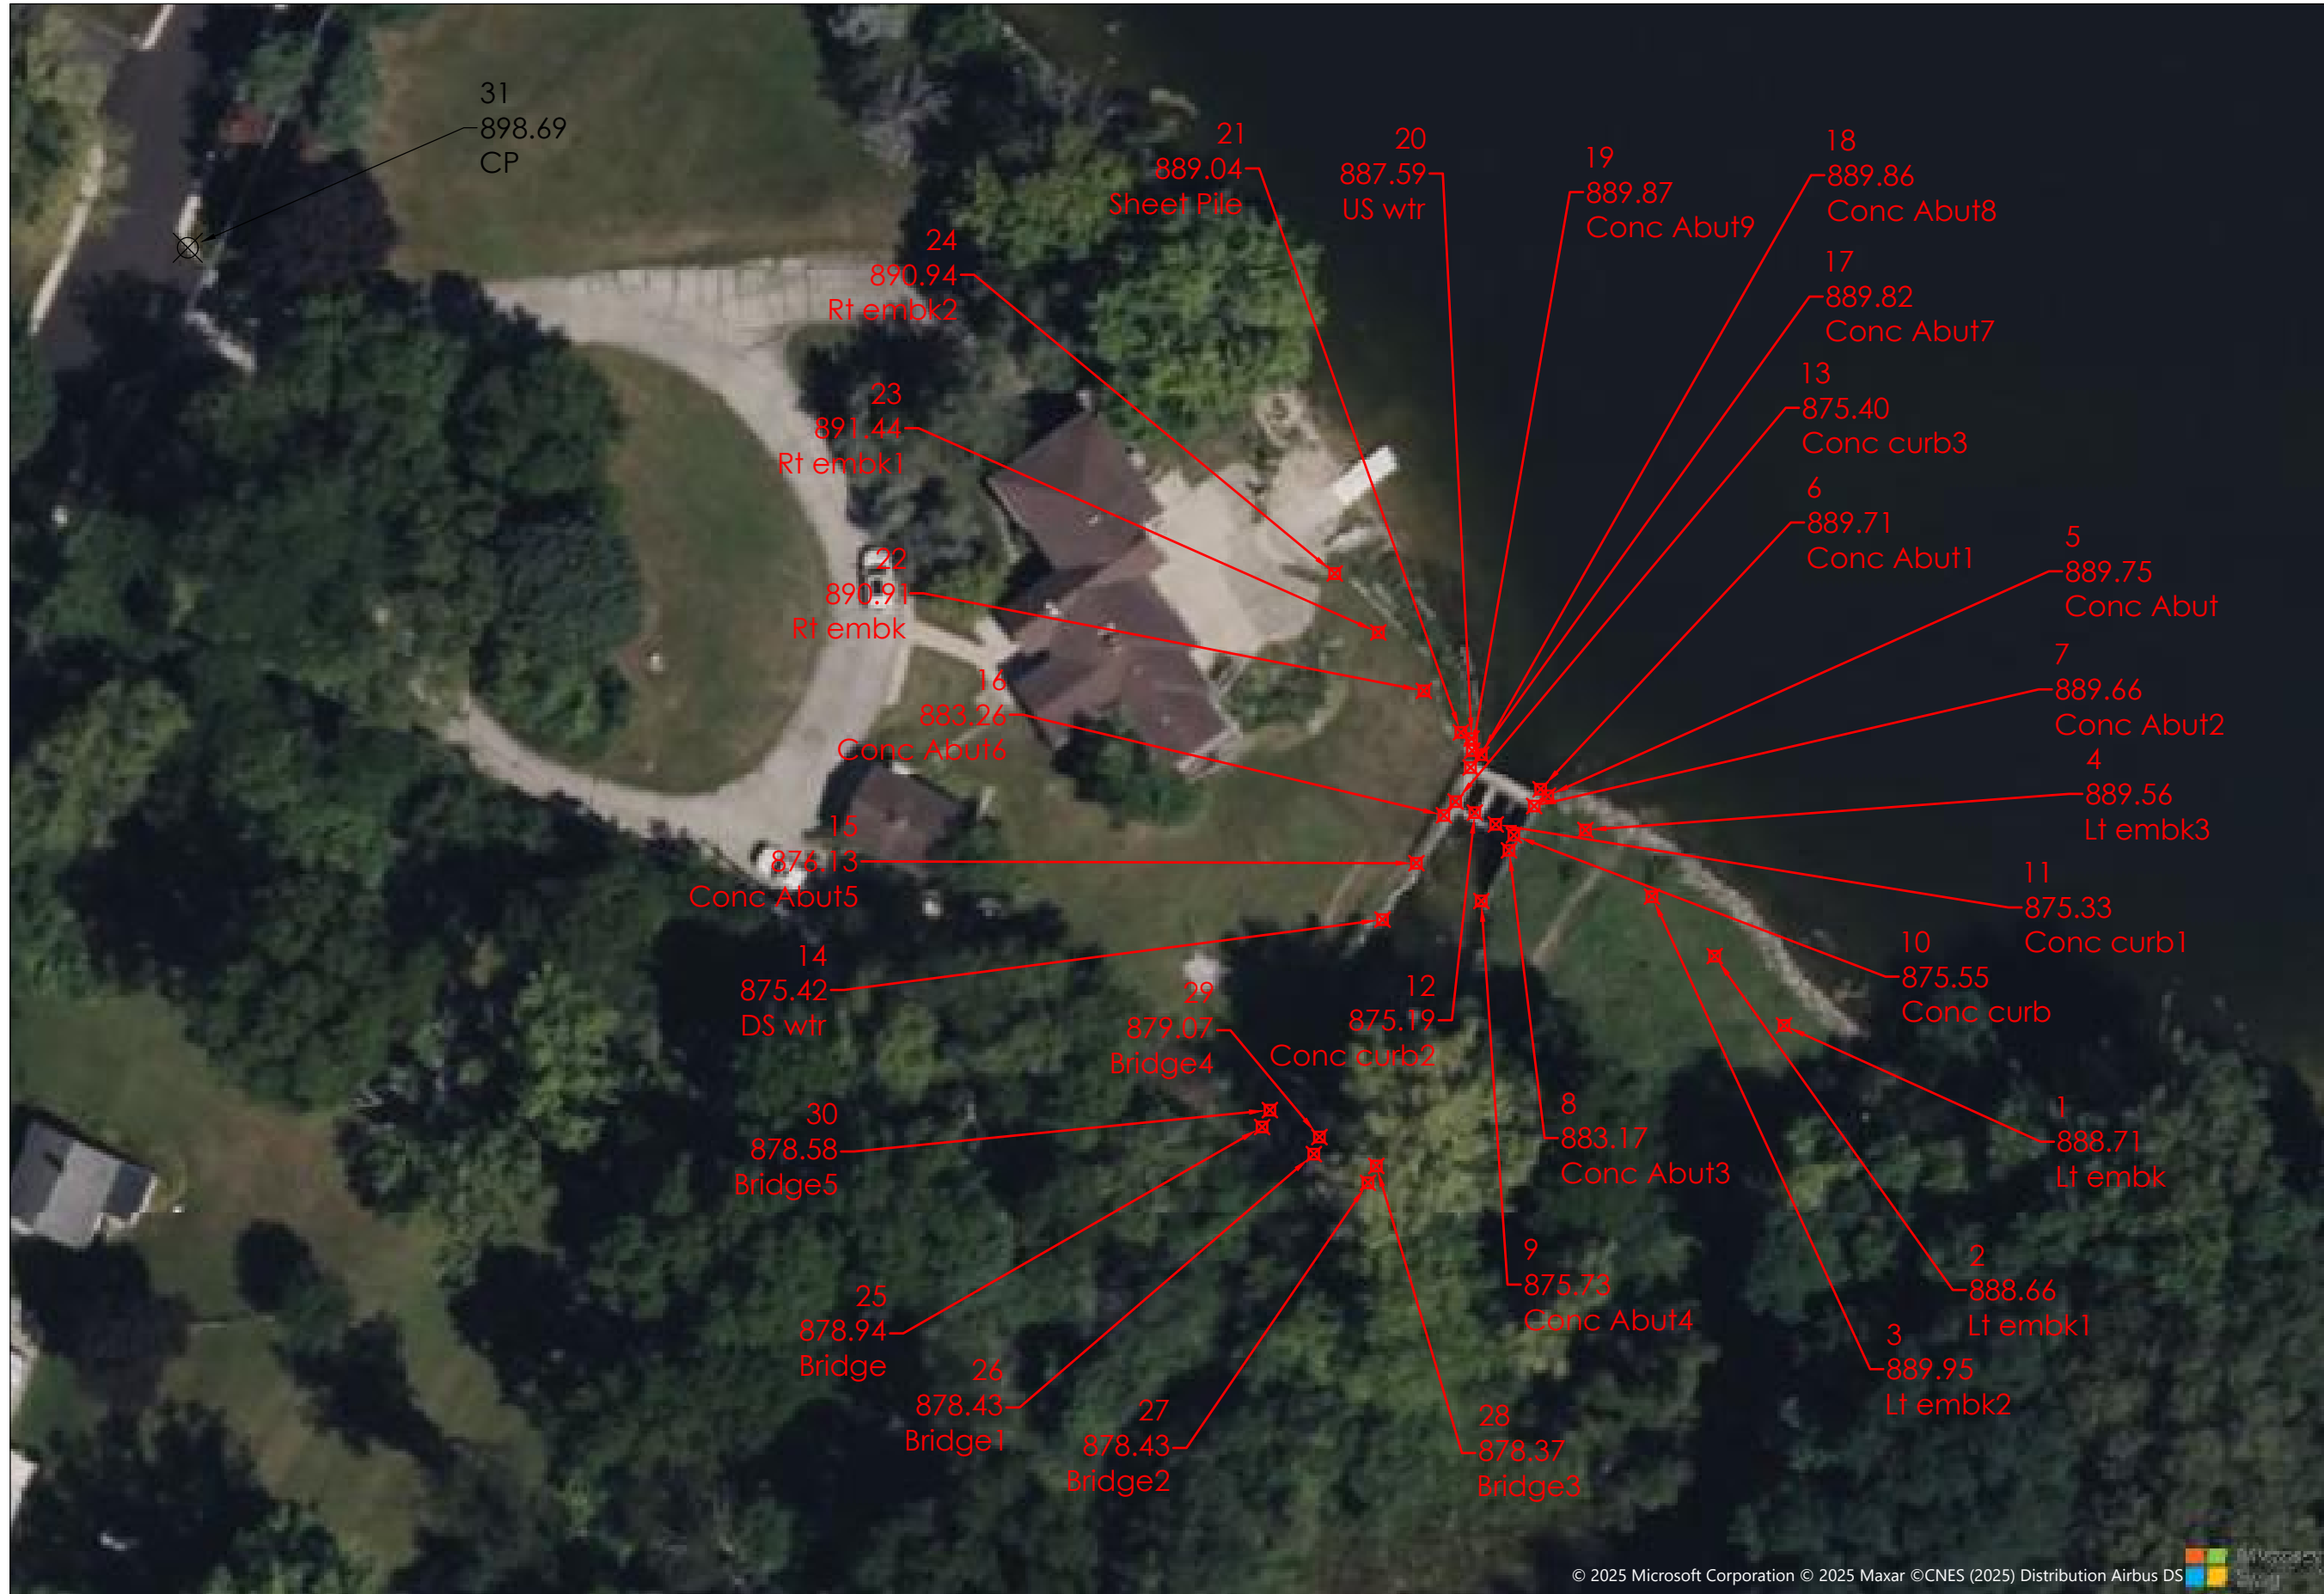 31
898.69
CP
21
889.04
Sheet Pile
20
887.59
US wtr
19
889.87
Conc Abut9
18
889.86
Conc Abut8
24
890.94
Rt embk2
17
889.82
Conc Abut7
13
875.40
Conc curb3
23
891.44
Rt embk1
6
889.71
Conc Abut1
5
889.75
Conc Abut
22
890.91
Rt embk
7
889.66
Conc Abut2
16
883.26
Conc Abut6
4
889.56
Lt embk3
15
876.13
Conc Abut5
11
875.33
Conc curb1
14
875.42
DS wtr
10
875.55
Conc curb
29
879.07
Bridge4
12
875.19
Conc curb2
30
878.58
Bridge5
8
883.17
Conc Abut3
1
888.71
Lt embk
9
875.73
Conc Abut4
2
888.66
Lt embk1
25
878.94
Bridge
3
889.95
Lt embk2
26
878.43
Bridge1
27
878.43
Bridge2
28
878.37
Bridge3
© 2025 Microsoft Corporation © 2025 Maxar ©CNES (2025) Distribution Airbus DS